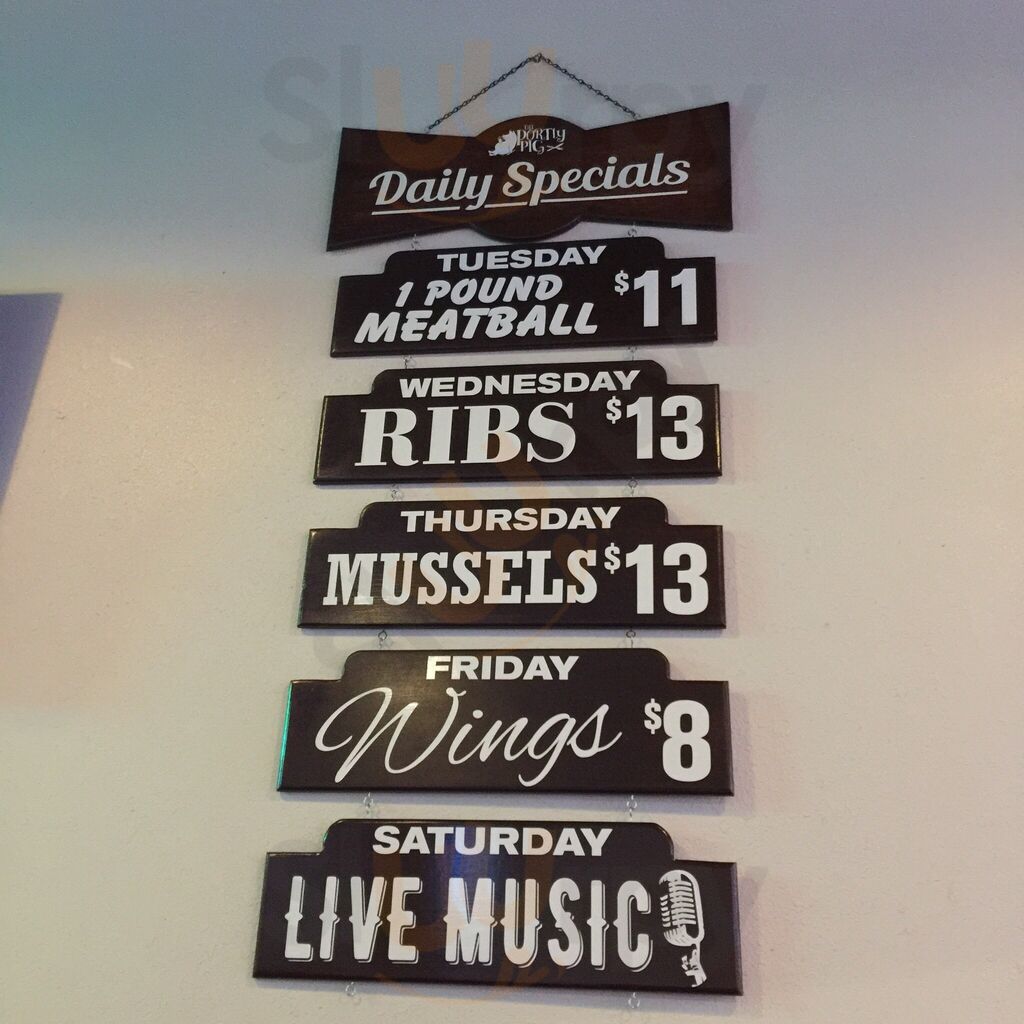 Sluurpy
THE
PORTLY
PIG
Daily Specials
TUESDAY
1 POUND
MEATBALL $11
WEDNESDAY
RIBS $13
THURSDAY
MUSSELS $13
FRIDAY
Wings $8
SATURDAY
LIVE MUSIC